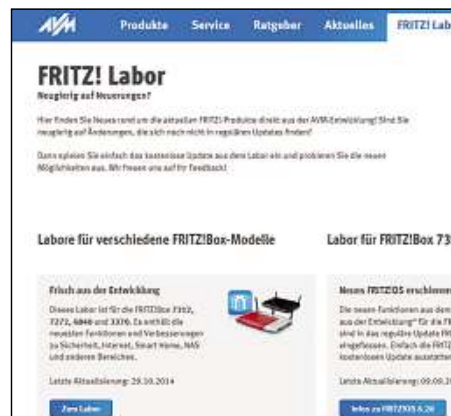 AVM Produkte Service Ratgeber Aktuelles FRITZ! Lab
FRITZ! Labor
Neugierig auf Neuerungen?
Hier finden Sie Neues rund um die aktuellen FRITZ!-Produkte direkt aus der AVM-Entwicklung! Sind Sie
neugierig auf Änderungen, die sich noch nicht in regulären Updates finden?
Dann spielen Sie einfach das kostenlose Update aus dem Labor ein und probieren Sie die neuen
Möglichkeiten aus. Wir freuen uns auf Ihr Feedback!
Labore für verschiedene FRITZ!Box-Modelle
Frisch aus der Entwicklung
Dieses Labor ist für die FRITZ!Box
7272, 6840 und 3370. Es enthält die
neuesten Funktionen und Verbesserungen
zu Sicherheit, Internet, Smart Home, NAS
und anderen Bereichen.
Letzte Aktualisierung: 29.10.2014
Zum Labor
Labor für FRITZ!Box 73
Neues FRITZ!OS erschienen
Die neuen Funktionen aus dem
aus der Entwicklung" für die F
sind in das reguläre Update FRI
eingeflossen. Einfach die FRITZ
kostenlosen Update ausstatten
Letzte Aktualisierung: 09.09.2
Infos zu FRITZ!OS 6.20